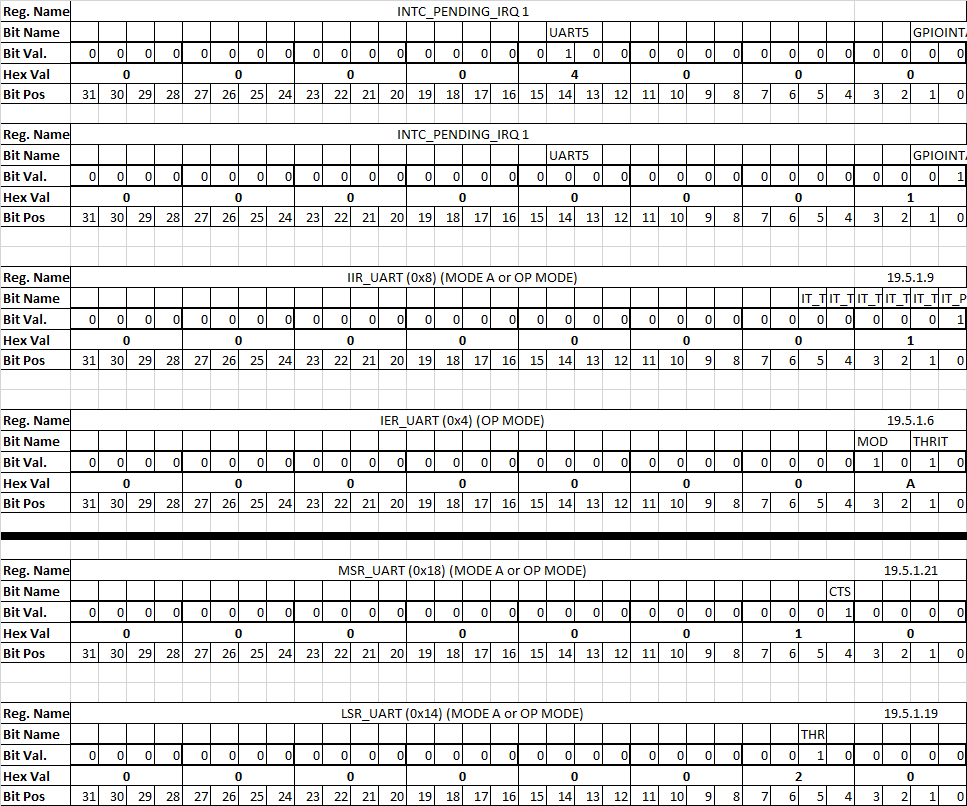 Reg. Name INTC_PENDING_IRQ 1
Bit Name UART5 GPIOINTA
Bit Val. 0 0 0 0 0 0 0 0 0 0 0 0 0 0 0 0 0 1 0 0 0 0 0 0 0 0 0 0 0 0 0 0
Hex Val 0 0 0 0 4 0 0 0
Bit Pos 31 30 29 28 27 26 25 24 23 22 21 20 19 18 17 16 15 14 13 12 11 10 9 8 7 6 5 4 3 2 1 0
Reg. Name INTC_PENDING_IRQ 1
Bit Name UART5 GPIOINTA
Bit Val. 0 0 0 0 0 0 0 0 0 0 0 0 0 0 0 0 0 0 0 0 0 0 0 0 0 0 0 0 0 0 0 1
Hex Val 0 0 0 0 0 0 0 1
Bit Pos 31 30 29 28 27 26 25 24 23 22 21 20 19 18 17 16 15 14 13 12 11 10 9 8 7 6 5 4 3 2 1 0
Reg. Name IIR_UART (0x8) (MODE A or OP MODE) 19.5.1.9
Bit Name IT_T IT_T IT_T IT_T IT_T IT_P
Bit Val. 0 0 0 0 0 0 0 0 0 0 0 0 0 0 0 0 0 0 0 0 0 0 0 0 0 0 0 0 0 0 0 1
Hex Val 0 0 0 0 0 0 0 1
Bit Pos 31 30 29 28 27 26 25 24 23 22 21 20 19 18 17 16 15 14 13 12 11 10 9 8 7 6 5 4 3 2 1 0
Reg. Name IER_UART (0x4) (OP MODE) 19.5.1.6
Bit Name MOD THRIT
Bit Val. 0 0 0 0 0 0 0 0 0 0 0 0 0 0 0 0 0 0 0 0 0 0 0 0 0 0 0 0 1 0 1 0
Hex Val 0 0 0 0 0 0 0 A
Bit Pos 31 30 29 28 27 26 25 24 23 22 21 20 19 18 17 16 15 14 13 12 11 10 9 8 7 6 5 4 3 2 1 0
Reg. Name MSR_UART (0x18) (MODE A or OP MODE) 19.5.1.21
Bit Name CTS
Bit Val. 0 0 0 0 0 0 0 0 0 0 0 0 0 0 0 0 0 0 0 0 0 0 0 0 0 0 0 1 0 0 0 0
Hex Val 0 0 0 0 0 0 1 0
Bit Pos 31 30 29 28 27 26 25 24 23 22 21 20 19 18 17 16 15 14 13 12 11 10 9 8 7 6 5 4 3 2 1 0
Reg. Name LSR_UART (0x14) (MODE A or OP MODE) 19.5.1.19
Bit Name THR
Bit Val. 0 0 0 0 0 0 0 0 0 0 0 0 0 0 0 0 0 0 0 0 0 0 0 0 0 0 1 0 0 0 0 0
Hex Val 0 0 0 0 0 0 2 0
Bit Pos 31 30 29 28 27 26 25 24 23 22 21 20 19 18 17 16 15 14 13 12 11 10 9 8 7 6 5 4 3 2 1 0